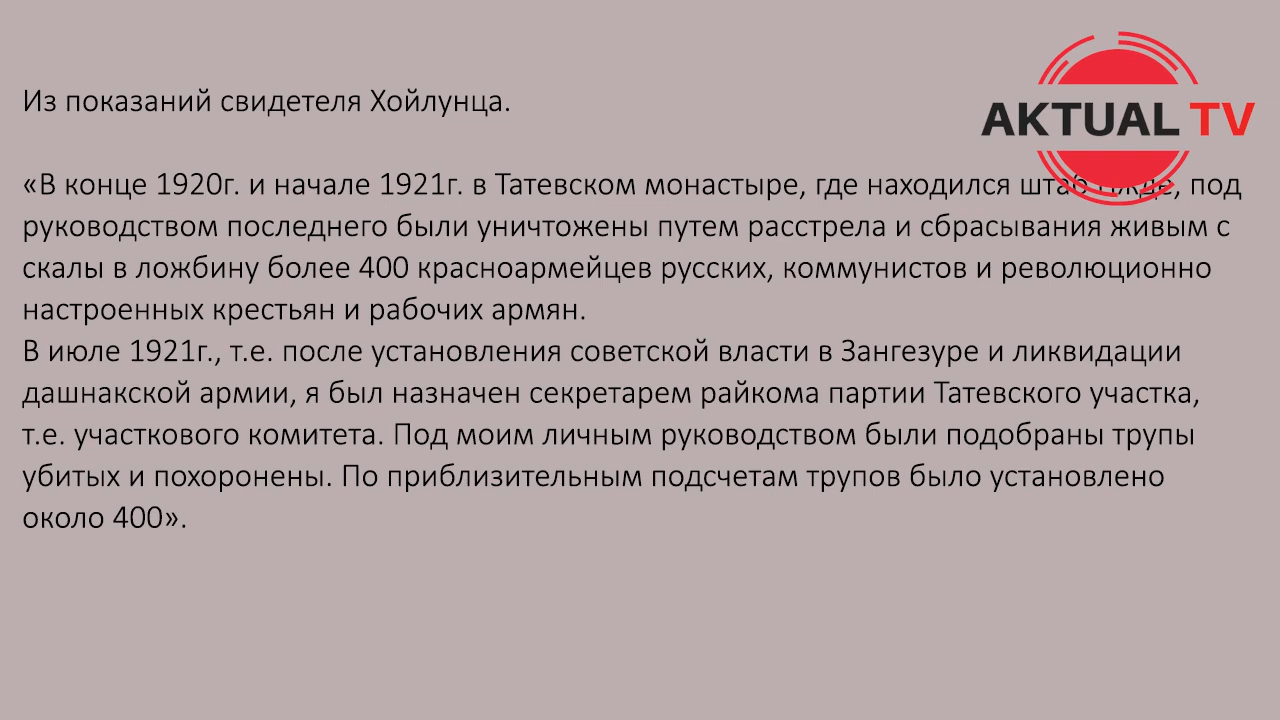 Из показаний свидетеля Хойлунца.
AKTUAL TV
«В конце 1920г. и начале 1921г. в Татевском монастыре, где находился штаб Нжде, под
руководством последнего были уничтожены путем расстрела и сбрасывания живым с
скалы в ложбину более 400 красноармейцев русских, коммунистов и революционно
настроенных крестьян и рабочих армян.
В июле 1921г., т.е. после установления советской власти в Зангезуре и ликвидации
дашнакской армии, я был назначен секретарем райкома партии Татевского участка,
т.е. участкового комитета. Под моим личным руководством были подобраны трупы
убитых и похоронены. По приблизительным подсчетам трупов было установлено
около 400».